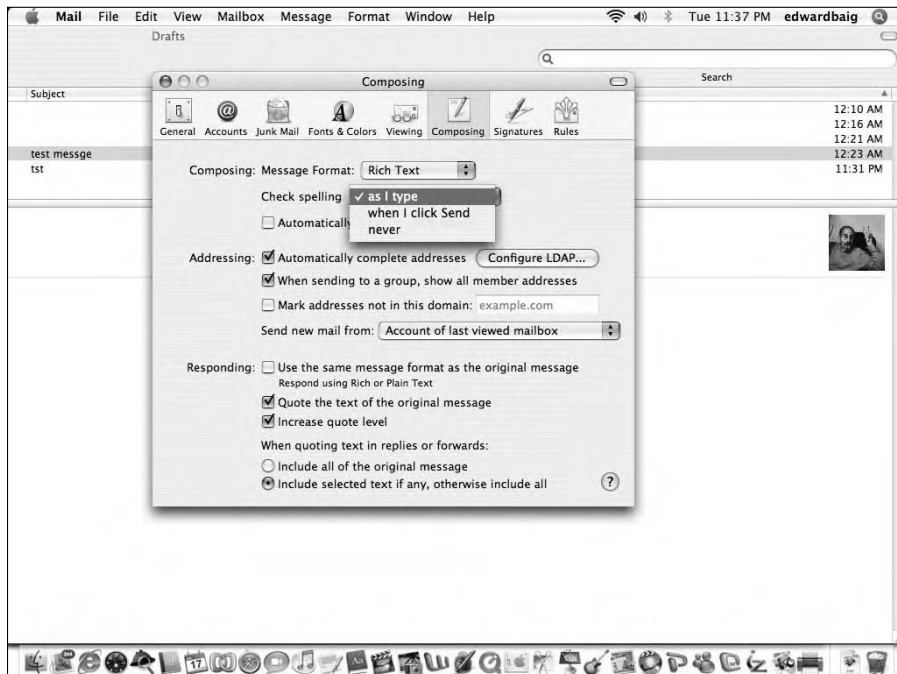 Mail File Edit View Mailbox Message Format Window Help Tue 11:37 PM edwardbaig
Drafts
Search
Subject
12:10 AM
12:16 AM
12:21 AM
test messge 12:23 AM
tst 11:31 PM
Composing
General Accounts Junk Mail Fonts & Colors Viewing Composing Signatures Rules
Composing: Message Format: Rich Text
Check spelling ✓ as I type
when I click Send
never
Automatically
Addressing: Automatically complete addresses Configure LDAP...
When sending to a group, show all member addresses
Mark addresses not in this domain: example.com
Send new mail from: Account of last viewed mailbox
Responding: Use the same message format as the original message
Respond using Rich or Plain Text
Quote the text of the original message
Increase quote level
When quoting text in replies or forwards:
Include all of the original message
Include selected text if any, otherwise include all
?
17
Aa